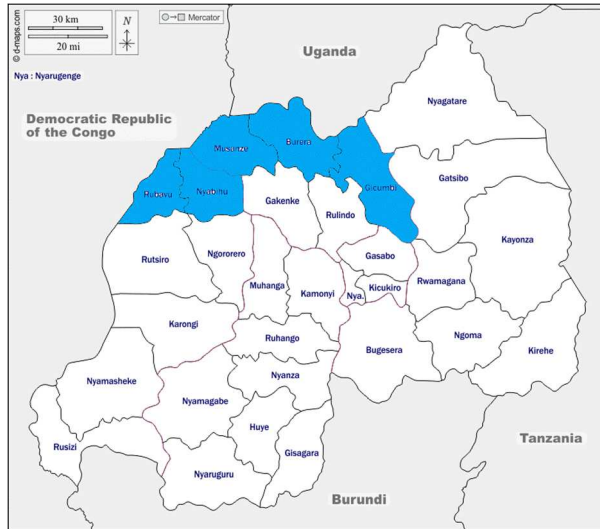 30 km
20 mi
N
Mercator
© d-maps.com
Nya : Nyarugenge
Uganda
Democratic Republic
of the Congo
Nyagatare
Musanze
Burera
Gicumbi
Gatsibo
Rubavu
Nyabihu
Gakenke
Rulindo
Kayonza
Rutsiro
Ngororero
Gasabo
Muhanga
Kamonyi
Nya.
Kicukiro
Rwamagana
Karongi
Ruhango
Bugesera
Ngoma
Kirehe
Nyamasheke
Nyanza
Nyamagabe
Huye
Rusizi
Gisagara
Nyaruguru
Tanzania
Burundi